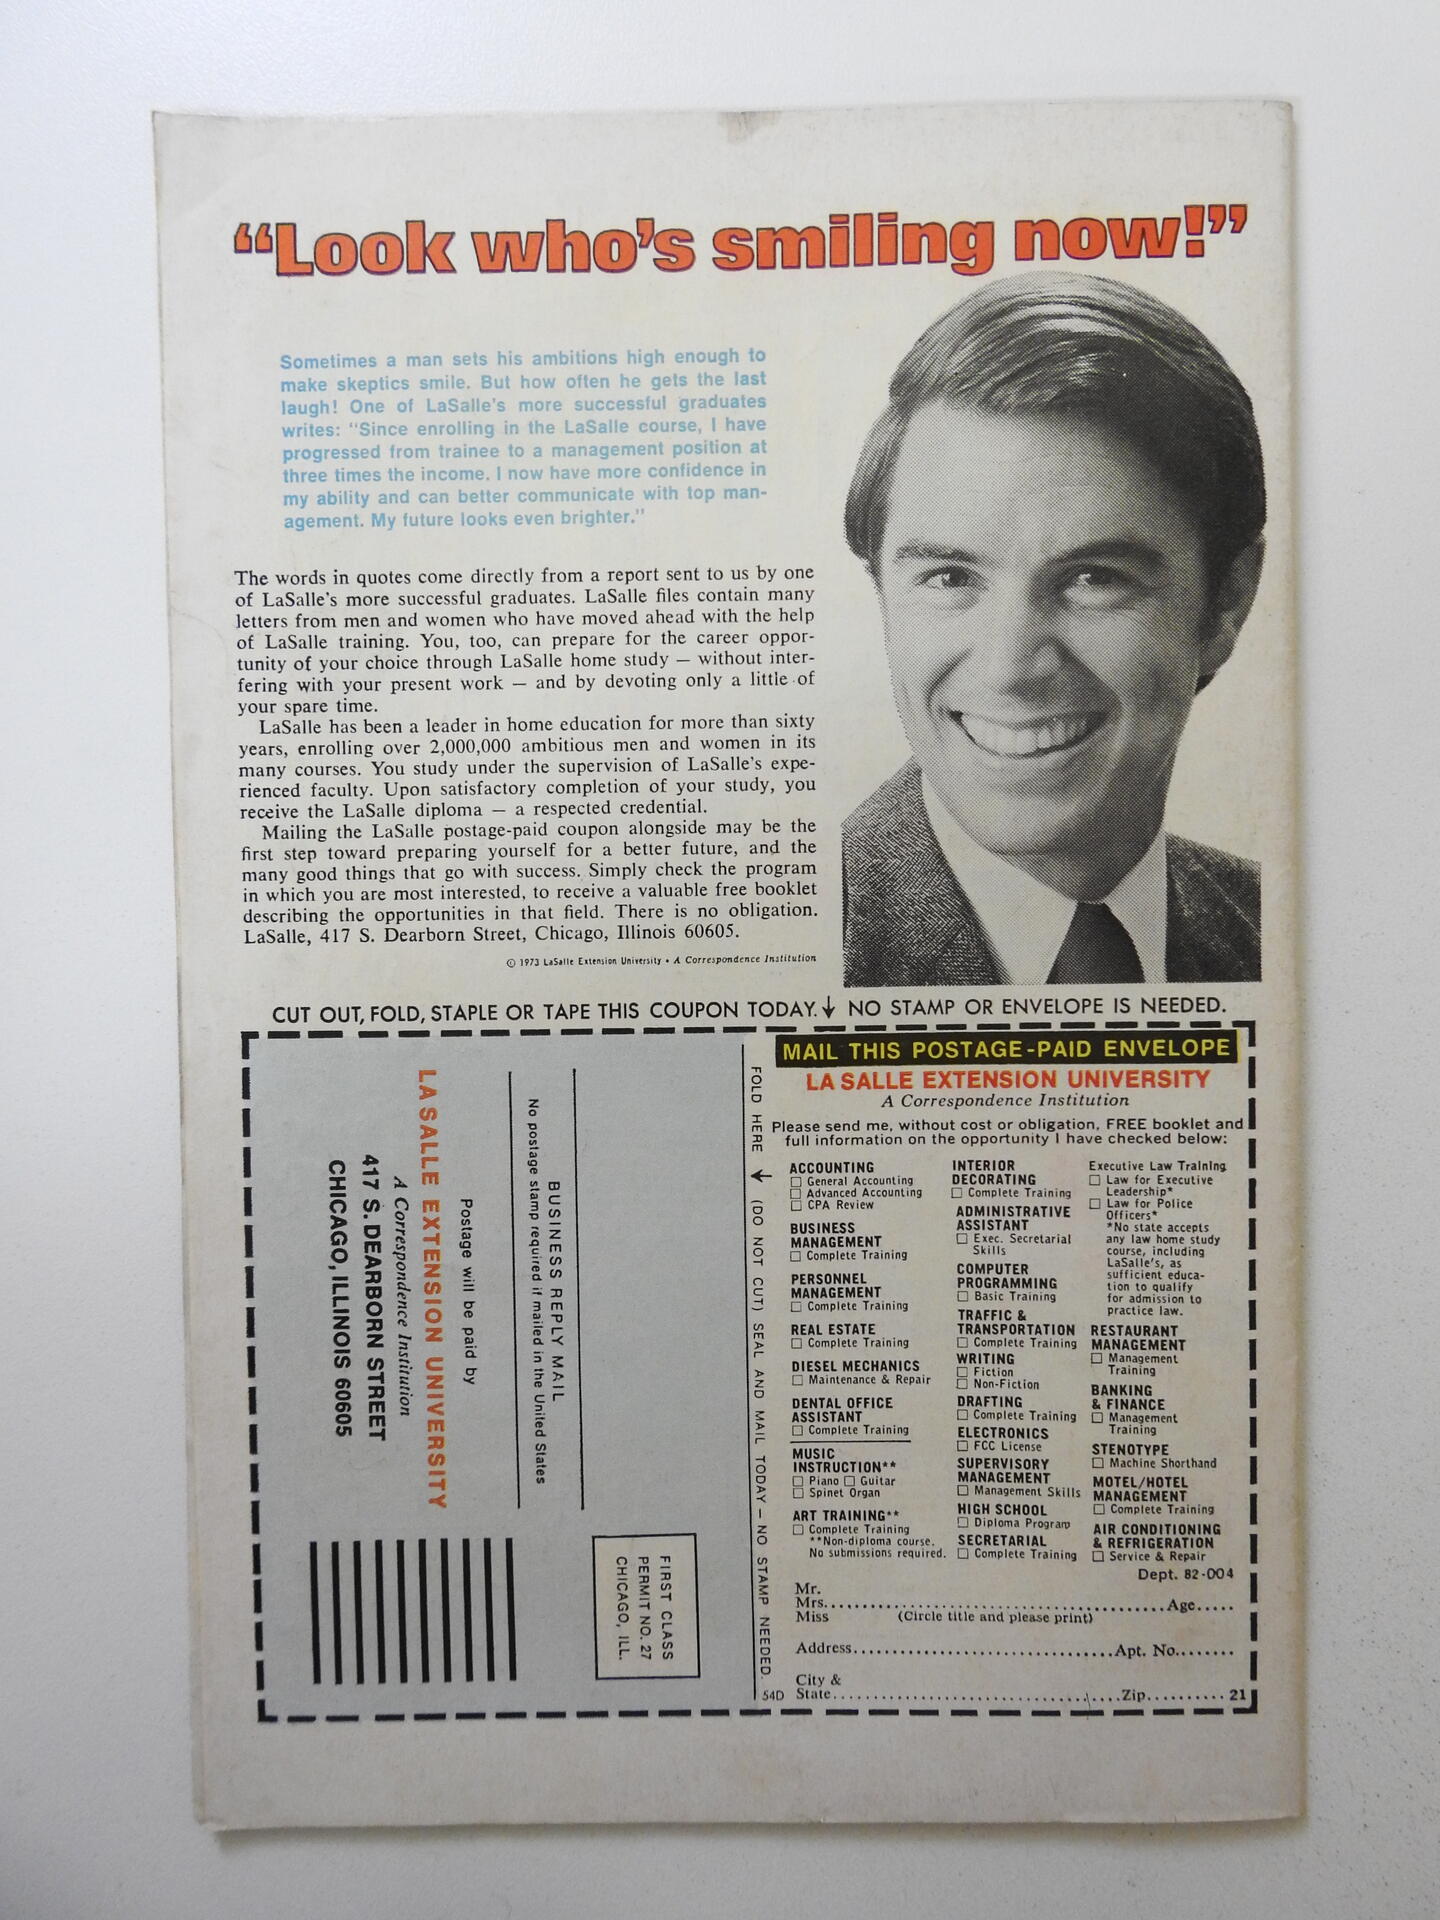 “Look who’s smiling now!”
Sometimes a man sets his ambitions high enough to
make skeptics smile. But how often he gets the last
laugh! One of LaSalle’s more successful graduates
writes: “Since enrolling in the LaSalle course, I have
progressed from trainee to a management position at
three times the income. I now have more confidence in
my ability and can better communicate with top man-
agement. My future looks even brighter.”
The words in quotes come directly from a report sent to us by one
of LaSalle’s more successful graduates. LaSalle files contain many
letters from men and women who have moved ahead with the help
of LaSalle training. You, too, can prepare for the career oppor-
tunity of your choice through LaSalle home study — without inter-
fering with your present work — and by devoting only a little of
your spare time.
LaSalle has been a leader in home education for more than sixty
years, enrolling over 2,000,000 ambitious men and women in its
many courses. You study under the supervision of LaSalle’s expe-
rienced faculty. Upon satisfactory completion of your study, you
receive the LaSalle diploma — a respected credential.
Mailing the LaSalle postage-paid coupon alongside may be the
first step toward preparing yourself for a better future, and the
many good things that go with success. Simply check the program
in which you are most interested, to receive a valuable free booklet
describing the opportunities in that field. There is no obligation.
LaSalle, 417 S. Dearborn Street, Chicago, Illinois 60605.
© 1973 LaSalle Extension University • A Correspondence Institution
CUT OUT, FOLD, STAPLE OR TAPE THIS COUPON TODAY.↓ NO STAMP OR ENVELOPE IS NEEDED.
FIRST CLASS
PERMIT NO. 27
CHICAGO, ILL.
BUSINESS REPLY MAIL
No postage stamp required if mailed in the United States
Postage will be paid by
LA SALLE EXTENSION UNIVERSITY
A Correspondence Institution
417 S. DEARBORN STREET
CHICAGO, ILLINOIS 60605
FOLD HERE ↓ (DO NOT CUT) SEAL AND MAIL TODAY — NO STAMP NEEDED.
54D
MAIL THIS POSTAGE-PAID ENVELOPE
LA SALLE EXTENSION UNIVERSITY
A Correspondence Institution
Please send me, without cost or obligation, FREE booklet and
full information on the opportunity I have checked below:
ACCOUNTING
☐ General Accounting
☐ Advanced Accounting
☐ CPA Review
BUSINESS
MANAGEMENT
☐ Complete Training
PERSONNEL
MANAGEMENT
☐ Complete Training
REAL ESTATE
☐ Complete Training
DIESEL MECHANICS
☐ Maintenance & Repair
DENTAL OFFICE
ASSISTANT
☐ Complete Training
MUSIC
INSTRUCTION**
☐ Piano ☐ Guitar
☐ Spinet Organ
ART TRAINING**
☐ Complete Training
**Non-diploma course.
No submissions required.
INTERIOR
DECORATING
☐ Complete Training
ADMINISTRATIVE
ASSISTANT
☐ Exec. Secretarial
Skills
COMPUTER
PROGRAMMING
☐ Basic Training
TRAFFIC &
TRANSPORTATION
☐ Complete Training
WRITING
☐ Fiction
☐ Non-Fiction
DRAFTING
☐ Complete Training
ELECTRONICS
☐ FCC License
SUPERVISORY
MANAGEMENT
☐ Management Skills
HIGH SCHOOL
☐ Diploma Program
SECRETARIAL
☐ Complete Training
Executive Law Training
☐ Law for Executive
Leadership*
☐ Law for Police
Officers*
*No state accepts
any law home study
course, including
LaSalle’s, as
sufficient educa-
tion to qualify
for admission to
practice law.
RESTAURANT
MANAGEMENT
☐ Management
Training
BANKING
& FINANCE
☐ Management
Training
STENOTYPE
☐ Machine Shorthand
MOTEL/HOTEL
MANAGEMENT
☐ Complete Training
AIR CONDITIONING
& REFRIGERATION
☐ Service & Repair
Dept. 82-004
Mr.
Mrs. Age
Miss (Circle title and please print)
Address Apt. No.
City &
State Zip 21